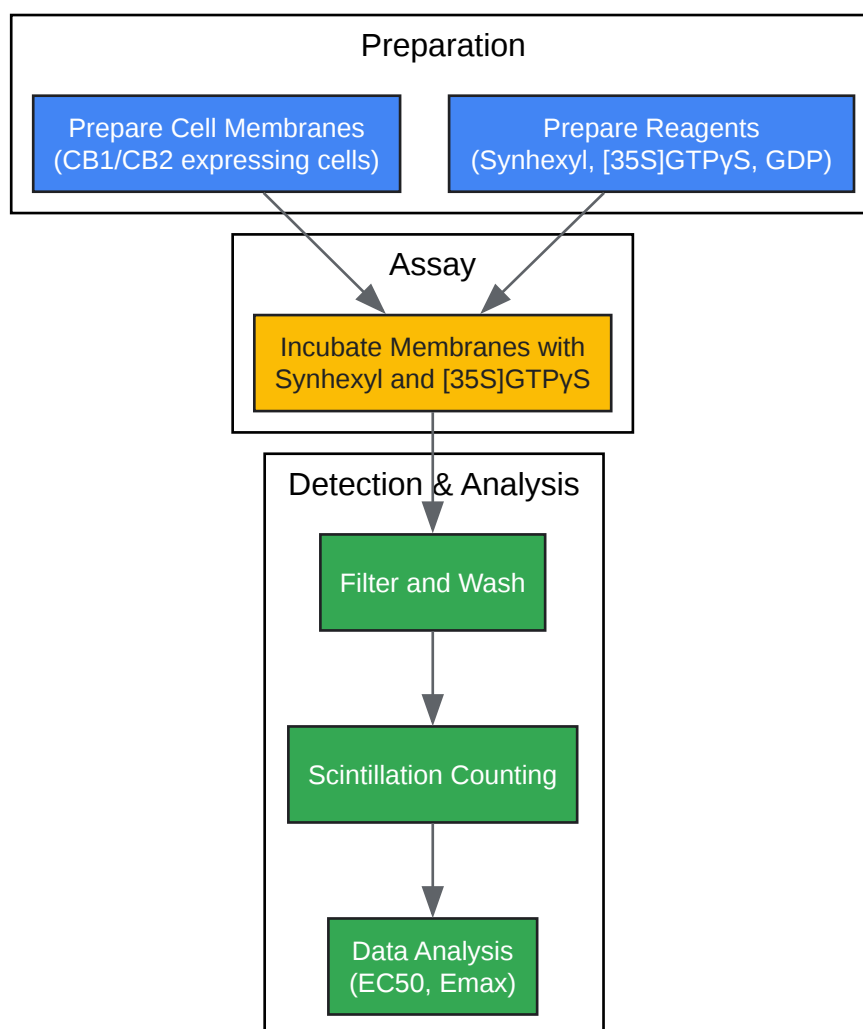 Preparation
Prepare Cell Membranes
(CB1/CB2 expressing cells)
Prepare Reagents
(Synhexyl, [35S]GTPγS, GDP)
Assay
Incubate Membranes with
Synhexyl and [35S]GTPγS
Detection & Analysis
Filter and Wash
Scintillation Counting
Data Analysis
(EC50, Emax)